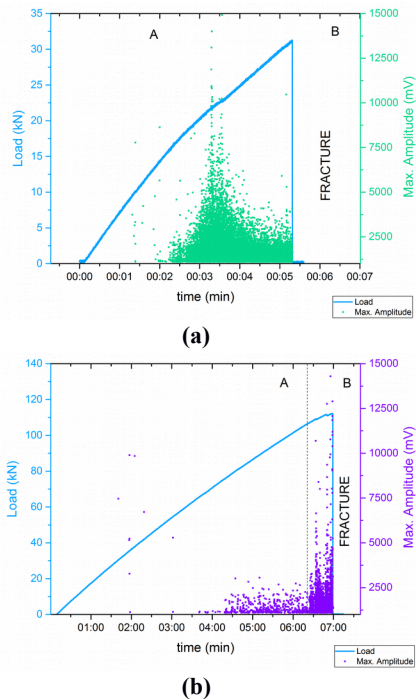 A
B
35
30
25
20
15
10
5
0
Load (kN)
15000
12500
10000
7500
5000
2500
Max. Amplitude (mV)
FRACTURE
00:00 00:01 00:02 00:03 00:04 00:05 00:06 00:07
time (min)
Load
Max. Amplitude
(a)
A
B
140
120
100
80
60
40
20
0
Load (kN)
15000
12500
10000
7500
5000
2500
Max. Amplitude (mV)
FRACTURE
01:00 02:00 03:00 04:00 05:00 06:00 07:00
time (min)
Load
Max. Amplitude
(b)